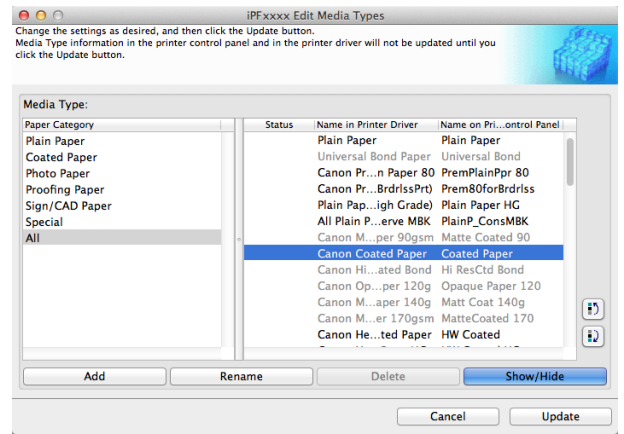 iPFxxxx Edit Media Types
Change the settings as desired, and then click the Update button.
Media Type information in the printer control panel and in the printer driver will not be updated until you
click the Update button.
Media Type:
Paper Category
Plain Paper
Coated Paper
Photo Paper
Proofing Paper
Sign/CAD Paper
Special
All
Status Name in Printer Driver Name on Pri...ontrol Panel
Plain Paper Plain Paper
Universal Bond Paper Universal Bond
Canon Pr...n Paper 80 PremPlainPpr 80
Canon Pr...BrdrlssPrt) Prem80forBrdrlss
Plain Pap...igh Grade) Plain Paper HG
All Plain P...erve MBK PlainP_ConsMBK
Canon M...per 90gsm Matte Coated 90
Canon Coated Paper Coated Paper
Canon Hi...ated Bond Hi ResCtd Bond
Canon Op...per 120g Opaque Paper 120
Canon M...aper 140g Matt Coat 140g
Canon M...er 170gsm MatteCoated 170
Canon He...ted Paper HW Coated
Add Rename Delete Show/Hide
Cancel Update